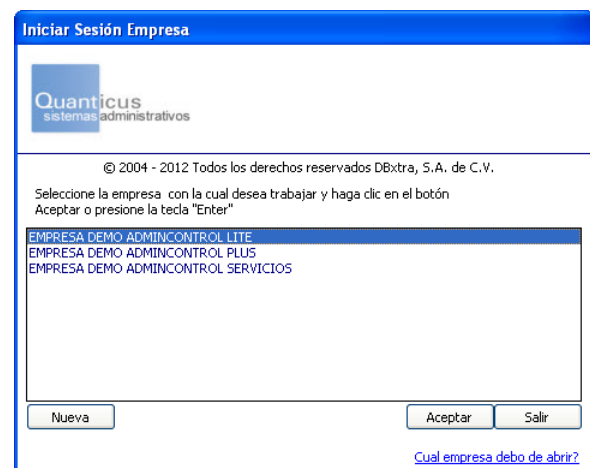 Iniciar Sesión Empresa
Quanticus
sistemas administrativos
© 2004 - 2012 Todos los derechos reservados DBxtra, S.A. de C.V.
Seleccione la empresa con la cual desea trabajar y haga clic en el botón
Aceptar o presione la tecla "Enter"
EMPRESA DEMO ADMINCONTROL LITE
EMPRESA DEMO ADMINCONTROL PLUS
EMPRESA DEMO ADMINCONTROL SERVICIOS
Nueva Aceptar Salir
Cual empresa debo de abrir?